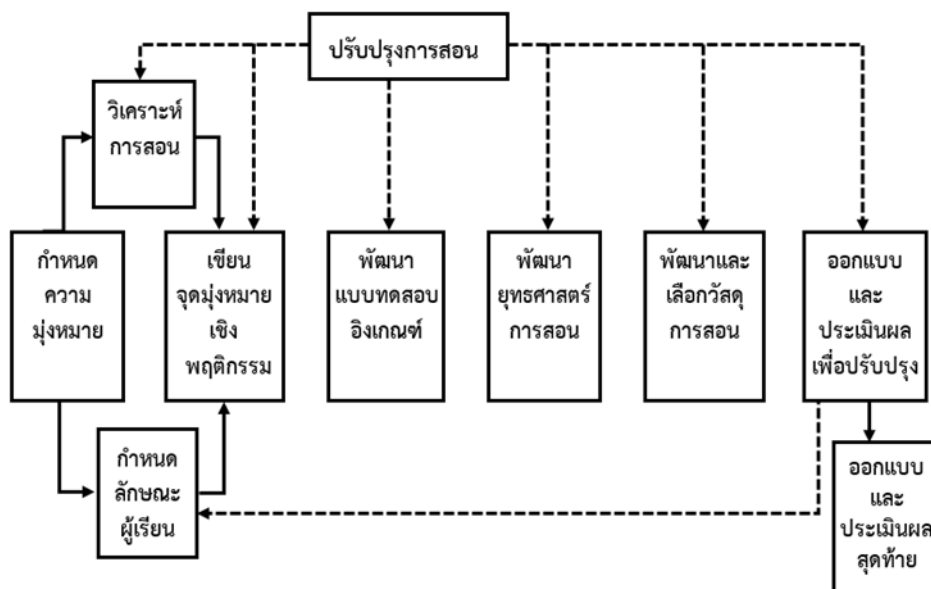 ปรับปรุงการสอน
วิเคราะห์
การสอน
กำหนด
ความ
มุ่งหมาย
เขียน
จุดมุ่งหมาย
เชิง
พฤติกรรม
พัฒนา
แบบทดสอบ
อิงเกณฑ์
พัฒนา
ยุทธศาสตร์
การสอน
พัฒนาและ
เลือกวัสดุ
การสอน
ออกแบบ
และ
ประเมินผล
เพื่อปรับปรุง
กำหนด
ลักษณะ
ผู้เรียน
ออกแบบ
และ
ประเมินผล
สุดท้าย